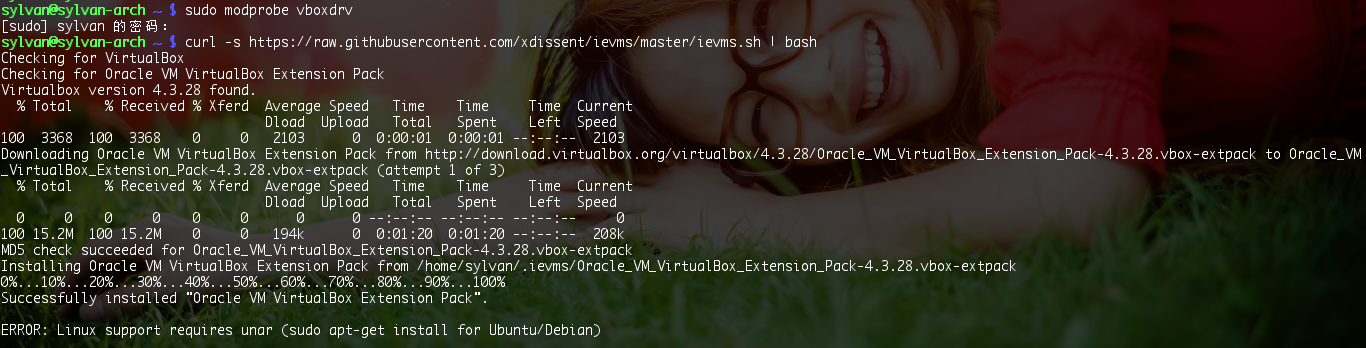 sylvan@sylvan-arch ~ $ sudo modprobe vboxdrv
[sudo] sylvan 的密码：
sylvan@sylvan-arch ~ $ curl -s https://raw.githubusercontent.com/xdissent/ievms/master/ievms.sh | bash
Checking for VirtualBox
Checking for Oracle VM VirtualBox Extension Pack
Virtualbox version 4.3.28 found.
  % Total    % Received % Xferd  Average Speed   Time    Time     Time  Current
                                 Dload  Upload   Total   Spent    Left  Speed
100  3368  100  3368    0     0   2103      0  0:00:01  0:00:01 --:--:--  2103
Downloading Oracle VM VirtualBox Extension Pack from http://download.virtualbox.org/virtualbox/4.3.28/Oracle_VM_VirtualBox_Extension_Pack-4.3.28.vbox-extpack to Oracle_VM
_VirtualBox_Extension_Pack-4.3.28.vbox-extpack (attempt 1 of 3)
  % Total    % Received % Xferd  Average Speed   Time    Time     Time  Current
                                 Dload  Upload   Total   Spent    Left  Speed
  0     0    0     0    0     0      0      0 --:--:-- --:--:-- --:--:--     0
100 15.2M  100 15.2M    0     0   194k      0  0:01:20  0:01:20 --:--:--  208k
MD5 check succeeded for Oracle_VM_VirtualBox_Extension_Pack-4.3.28.vbox-extpack
Installing Oracle VM VirtualBox Extension Pack from /home/sylvan/.ievms/Oracle_VM_VirtualBox_Extension_Pack-4.3.28.vbox-extpack
0%...10%...20%...30%...40%...50%...60%...70%...80%...90%...100%
Successfully installed "Oracle VM VirtualBox Extension Pack".
ERROR: Linux support requires unar (sudo apt-get install for Ubuntu/Debian)